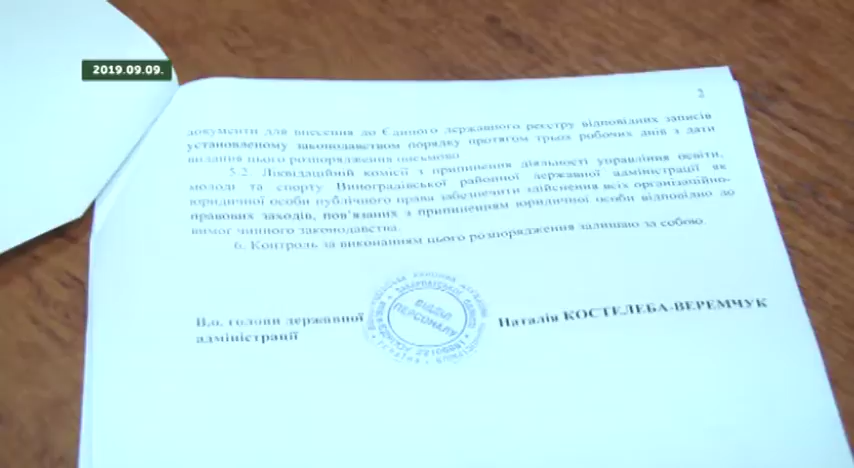 2019.09.09.
2
документи для внесення до Єдиного державного реєстру відповідних записів
установленому законодавством порядку протягом трьох робочих днів з дати
видання цього розпорядження письмово
5.2. Ліквідаційній комісії з припинення діяльності управління освіти,
молоді та спорту Виноградівської районної державної адміністрації як
юридичної особи публічного права забезпечити здійснення всіх організаційно-
правових заходів, пов'язаних з припиненням юридичної особи відповідно до
вимог чинного законодавства.
6. Контроль за виконанням цього розпорядження залишаю за собою.
В.о. голови державної
адміністрації
ВІДДІЛ
ПЕРСОНАЛУ
Наталія КОСТЕЛЕБА-ВЕРЕМЧУК